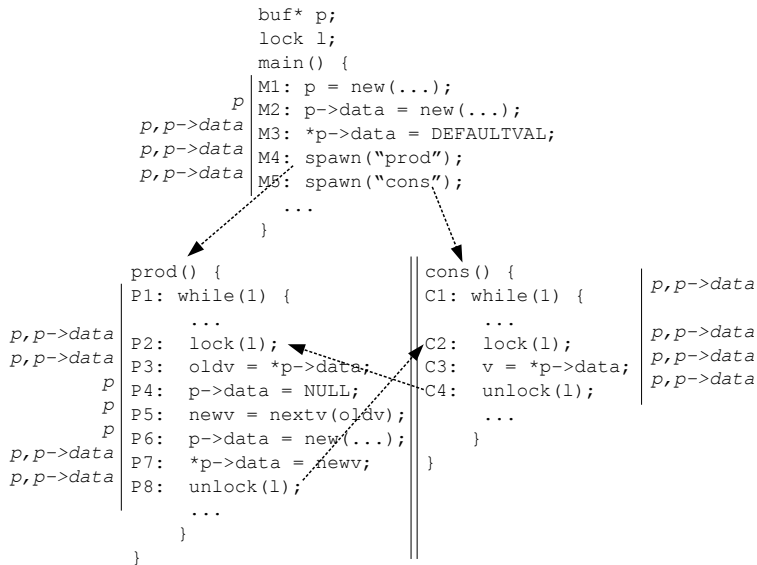 buf* p;
lock l;
main() {
M1: p = new(...);
p
M2: p->data = new(...);
p,p->data
M3: *p->data = DEFAULTVAL;
p,p->data
M4: spawn("prod");
p,p->data
M5: spawn("cons");
...
}
prod() {
P1: while(1) {
...
p,p->data
P2: lock(l);
p,p->data
P3: oldv = *p->data;
p
P4: p->data = NULL;
p
P5: newv = nextv(oldv);
p
P6: p->data = new(...);
p,p->data
P7: *p->data = newv;
p,p->data
P8: unlock(l);
...
}
}
cons() {
p,p->data
C1: while(1) {
...
p,p->data
C2: lock(l);
p,p->data
C3: v = *p->data;
p,p->data
C4: unlock(l);
...
}
}